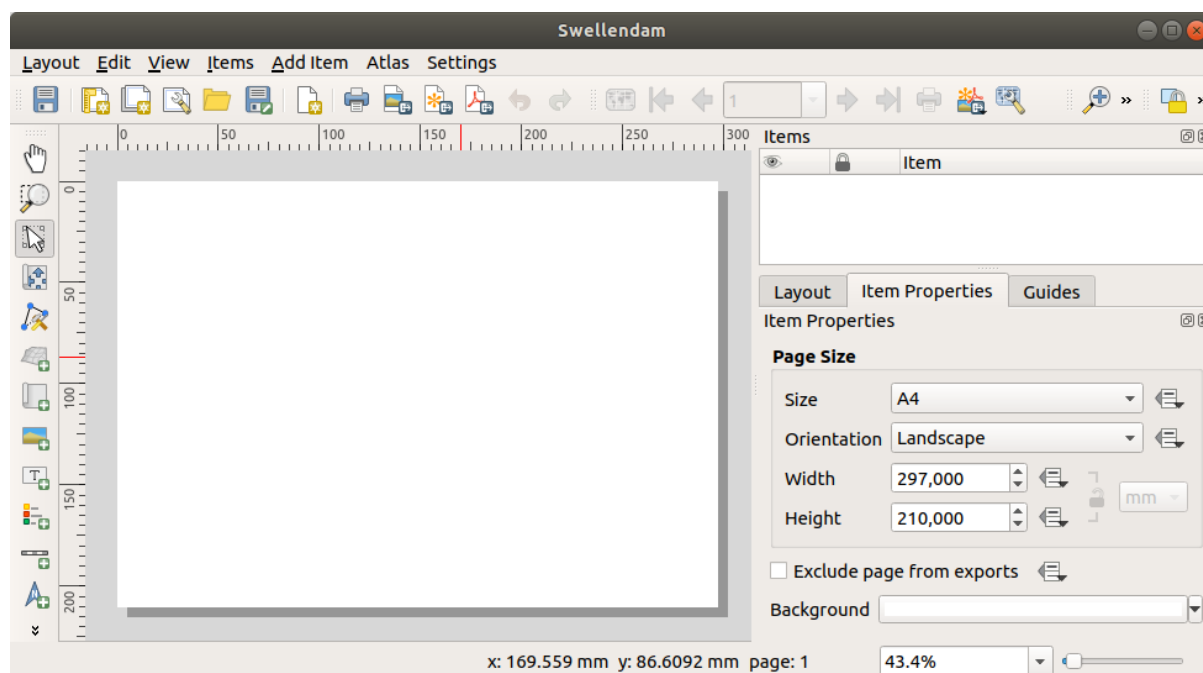 Swellendam
Layout Edit View Items Add Item Atlas Settings
1
»
»
0 50 100 150 200 250 300
0
50
100
150
200
Items
Item
Layout Item Properties Guides
Item Properties
Page Size
Size A4
Orientation Landscape
Width 297,000
mm
Height 210,000
Exclude page from exports
Background
x: 169.559 mm y: 86.6092 mm page: 1 43.4%